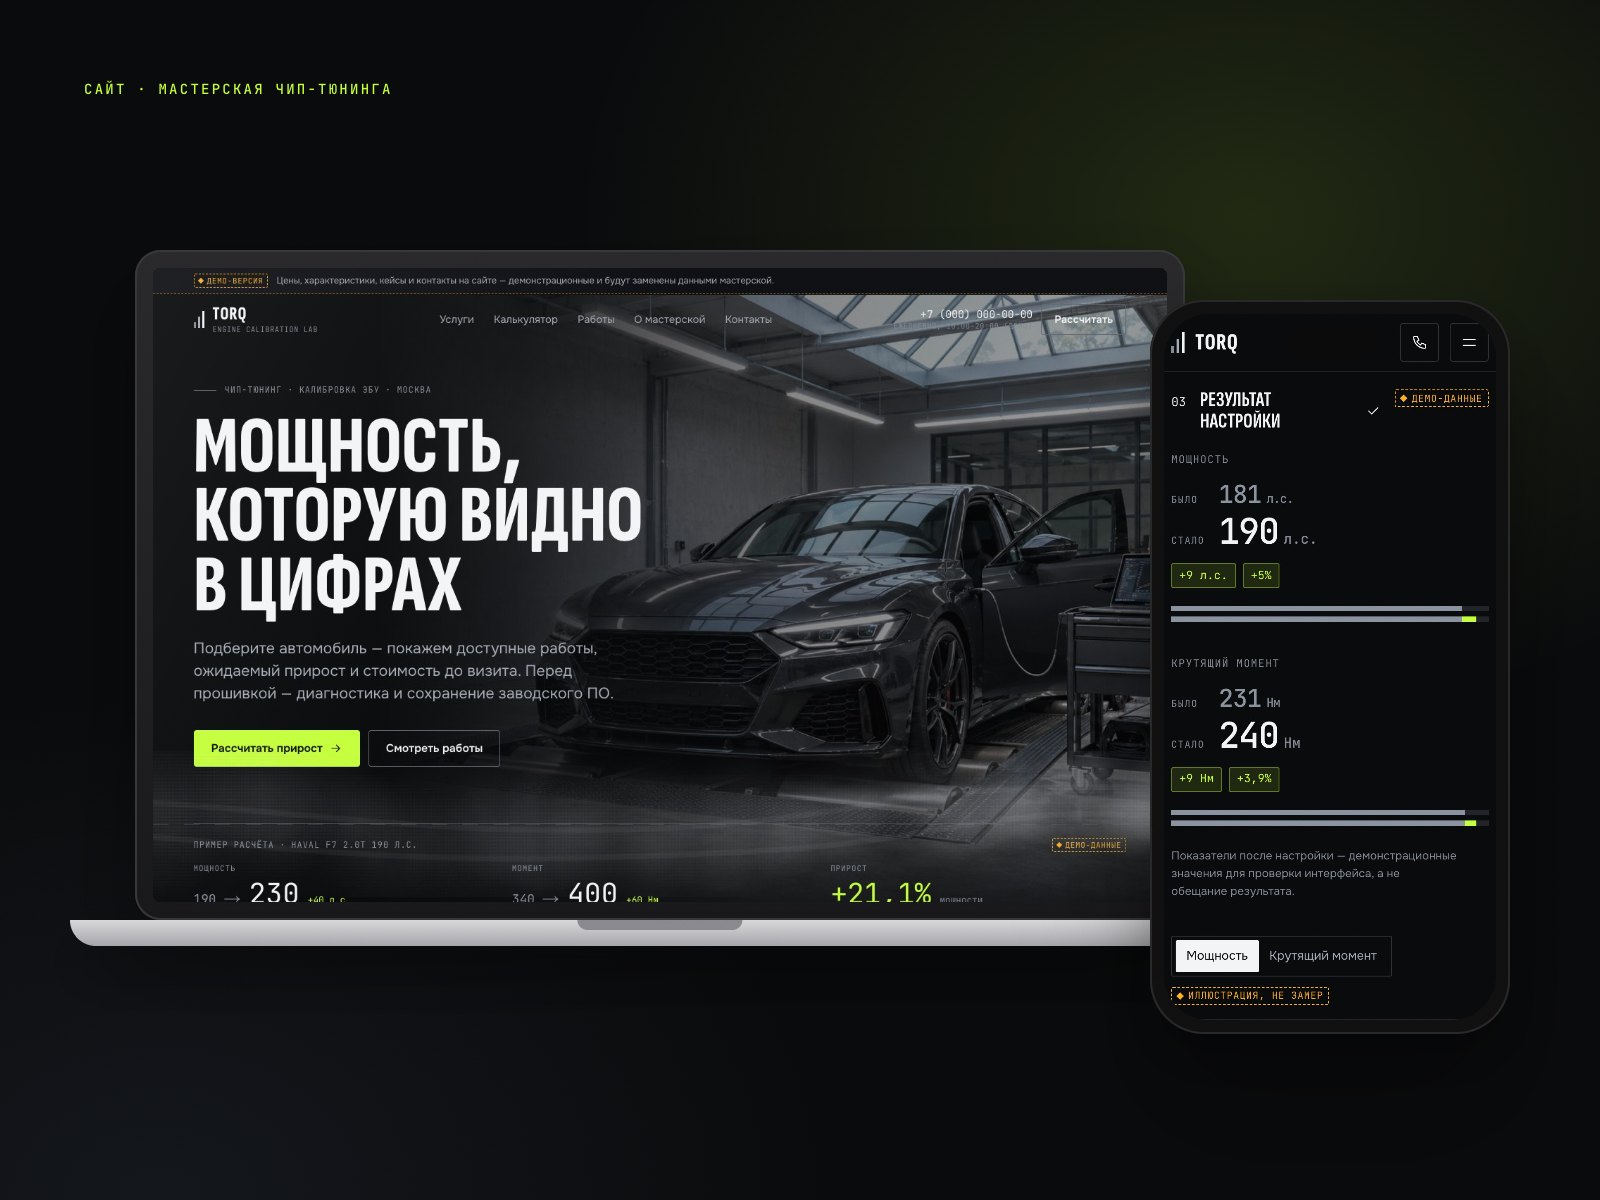 САЙТ · МАСТЕРСКАЯ ЧИП-ТЮНИНГА
ДЕМО-ВЕРСИЯ Цены, характеристики, кейсы и контакты на сайте — демонстрационные и будут заменены данными мастерской.
TORQ
ENGINE CALIBRATION LAB
Услуги Калькулятор Работы О мастерской Контакты
+7 (000) 000-00-00
Рассчитать
ЧИП-ТЮНИНГ · КАЛИБРОВКА ЭБУ · МОСКВА
МОЩНОСТЬ,
КОТОРУЮ ВИДНО
В ЦИФРАХ
Подберите автомобиль — покажем доступные работы,
ожидаемый прирост и стоимость до визита. Перед
прошивкой — диагностика и сохранение заводского ПО.
Рассчитать прирост → Смотреть работы
ПРИМЕР РАСЧЁТА · HAVAL F7 2.0T 190 Л.С.
ДЕМО-ДАННЫЕ
МОЩНОСТЬ МОМЕНТ ПРИРОСТ
190 → 230 +40 л.с. 340 → 400 +60 Нм +21,1% мощности
TORQ
03 РЕЗУЛЬТАТ
НАСТРОЙКИ
ДЕМО-ДАННЫЕ
МОЩНОСТЬ
БЫЛО 181 л.с.
СТАЛО 190 л.с.
+9 л.с. +5%
КРУТЯЩИЙ МОМЕНТ
БЫЛО 231 Нм
СТАЛО 240 Нм
+9 Нм +3,9%
Показатели после настройки — демонстрационные
значения для проверки интерфейса, а не
обещание результата.
Мощность Крутящий момент
ИЛЛЮСТРАЦИЯ, НЕ ЗАМЕР